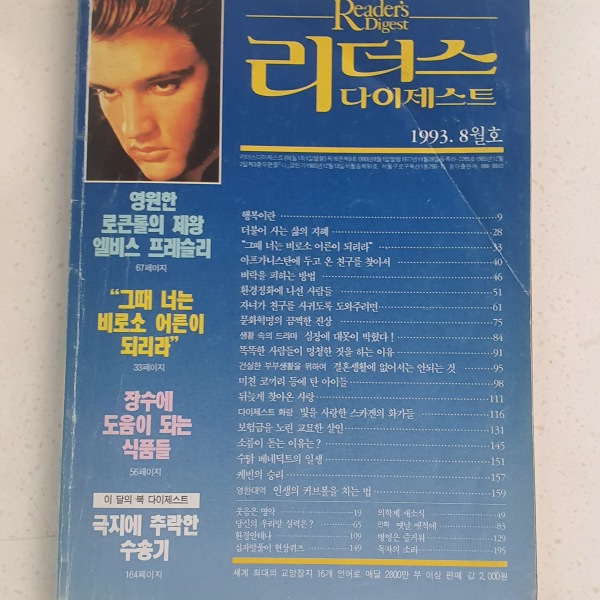 Reader's
Digest
리더스
다이제스트
1993. 8월호
영원한
로큰롤의 제왕
엘비스 프레슬리
67페이지
“그때 너는
비로소 어른이
되리라”
33페이지
장수에
도움이 되는
식품들
56페이지
이 달의 북 다이제스트
극지에 추락한
수송기
164페이지
행복이란 9
더불어 사는 삶의 지혜 28
“그때 너는 비로소 어른이 되리라” 33
아프가니스탄에 두고 온 친구를 찾아서 40
벼락을 피하는 방법 46
환경정화에 나선 사람들 51
자녀가 친구를 사귀도록 도와주려면 61
문화혁명의 끔찍한 진상 75
생활 속의 드라마 심장에 대못이 박혔다! 84
똑똑한 사람들이 멍청한 짓을 하는 이유 91
건실한 부부생활을 위하여 결혼생활에 없어서는 안되는 것 95
미친 코끼리 등에 탄 아이들 98
뒤늦게 찾아온 사랑 111
다이제스트 화랑 빛을 사랑한 스카겐의 화가들 116
보험금을 노린 교묘한 살인 131
소름이 돋는 이유는? 145
수탉 베네딕트의 일생 151
케빈의 승리 157
영한대역 인생의 커브볼을 치는 법 159
웃음은 명약 19
당신의 우리말 실력은? 65
환경안테나 109
십자말풀이 현상퀴즈 149
의학계 새소식 49
만화 옛날 옛적에 83
병영은 즐거워 129
독자의 소리 195
세계 최대의 교양잡지 16개 언어로 매달 2800만 부 이상 판매 값 2,000원